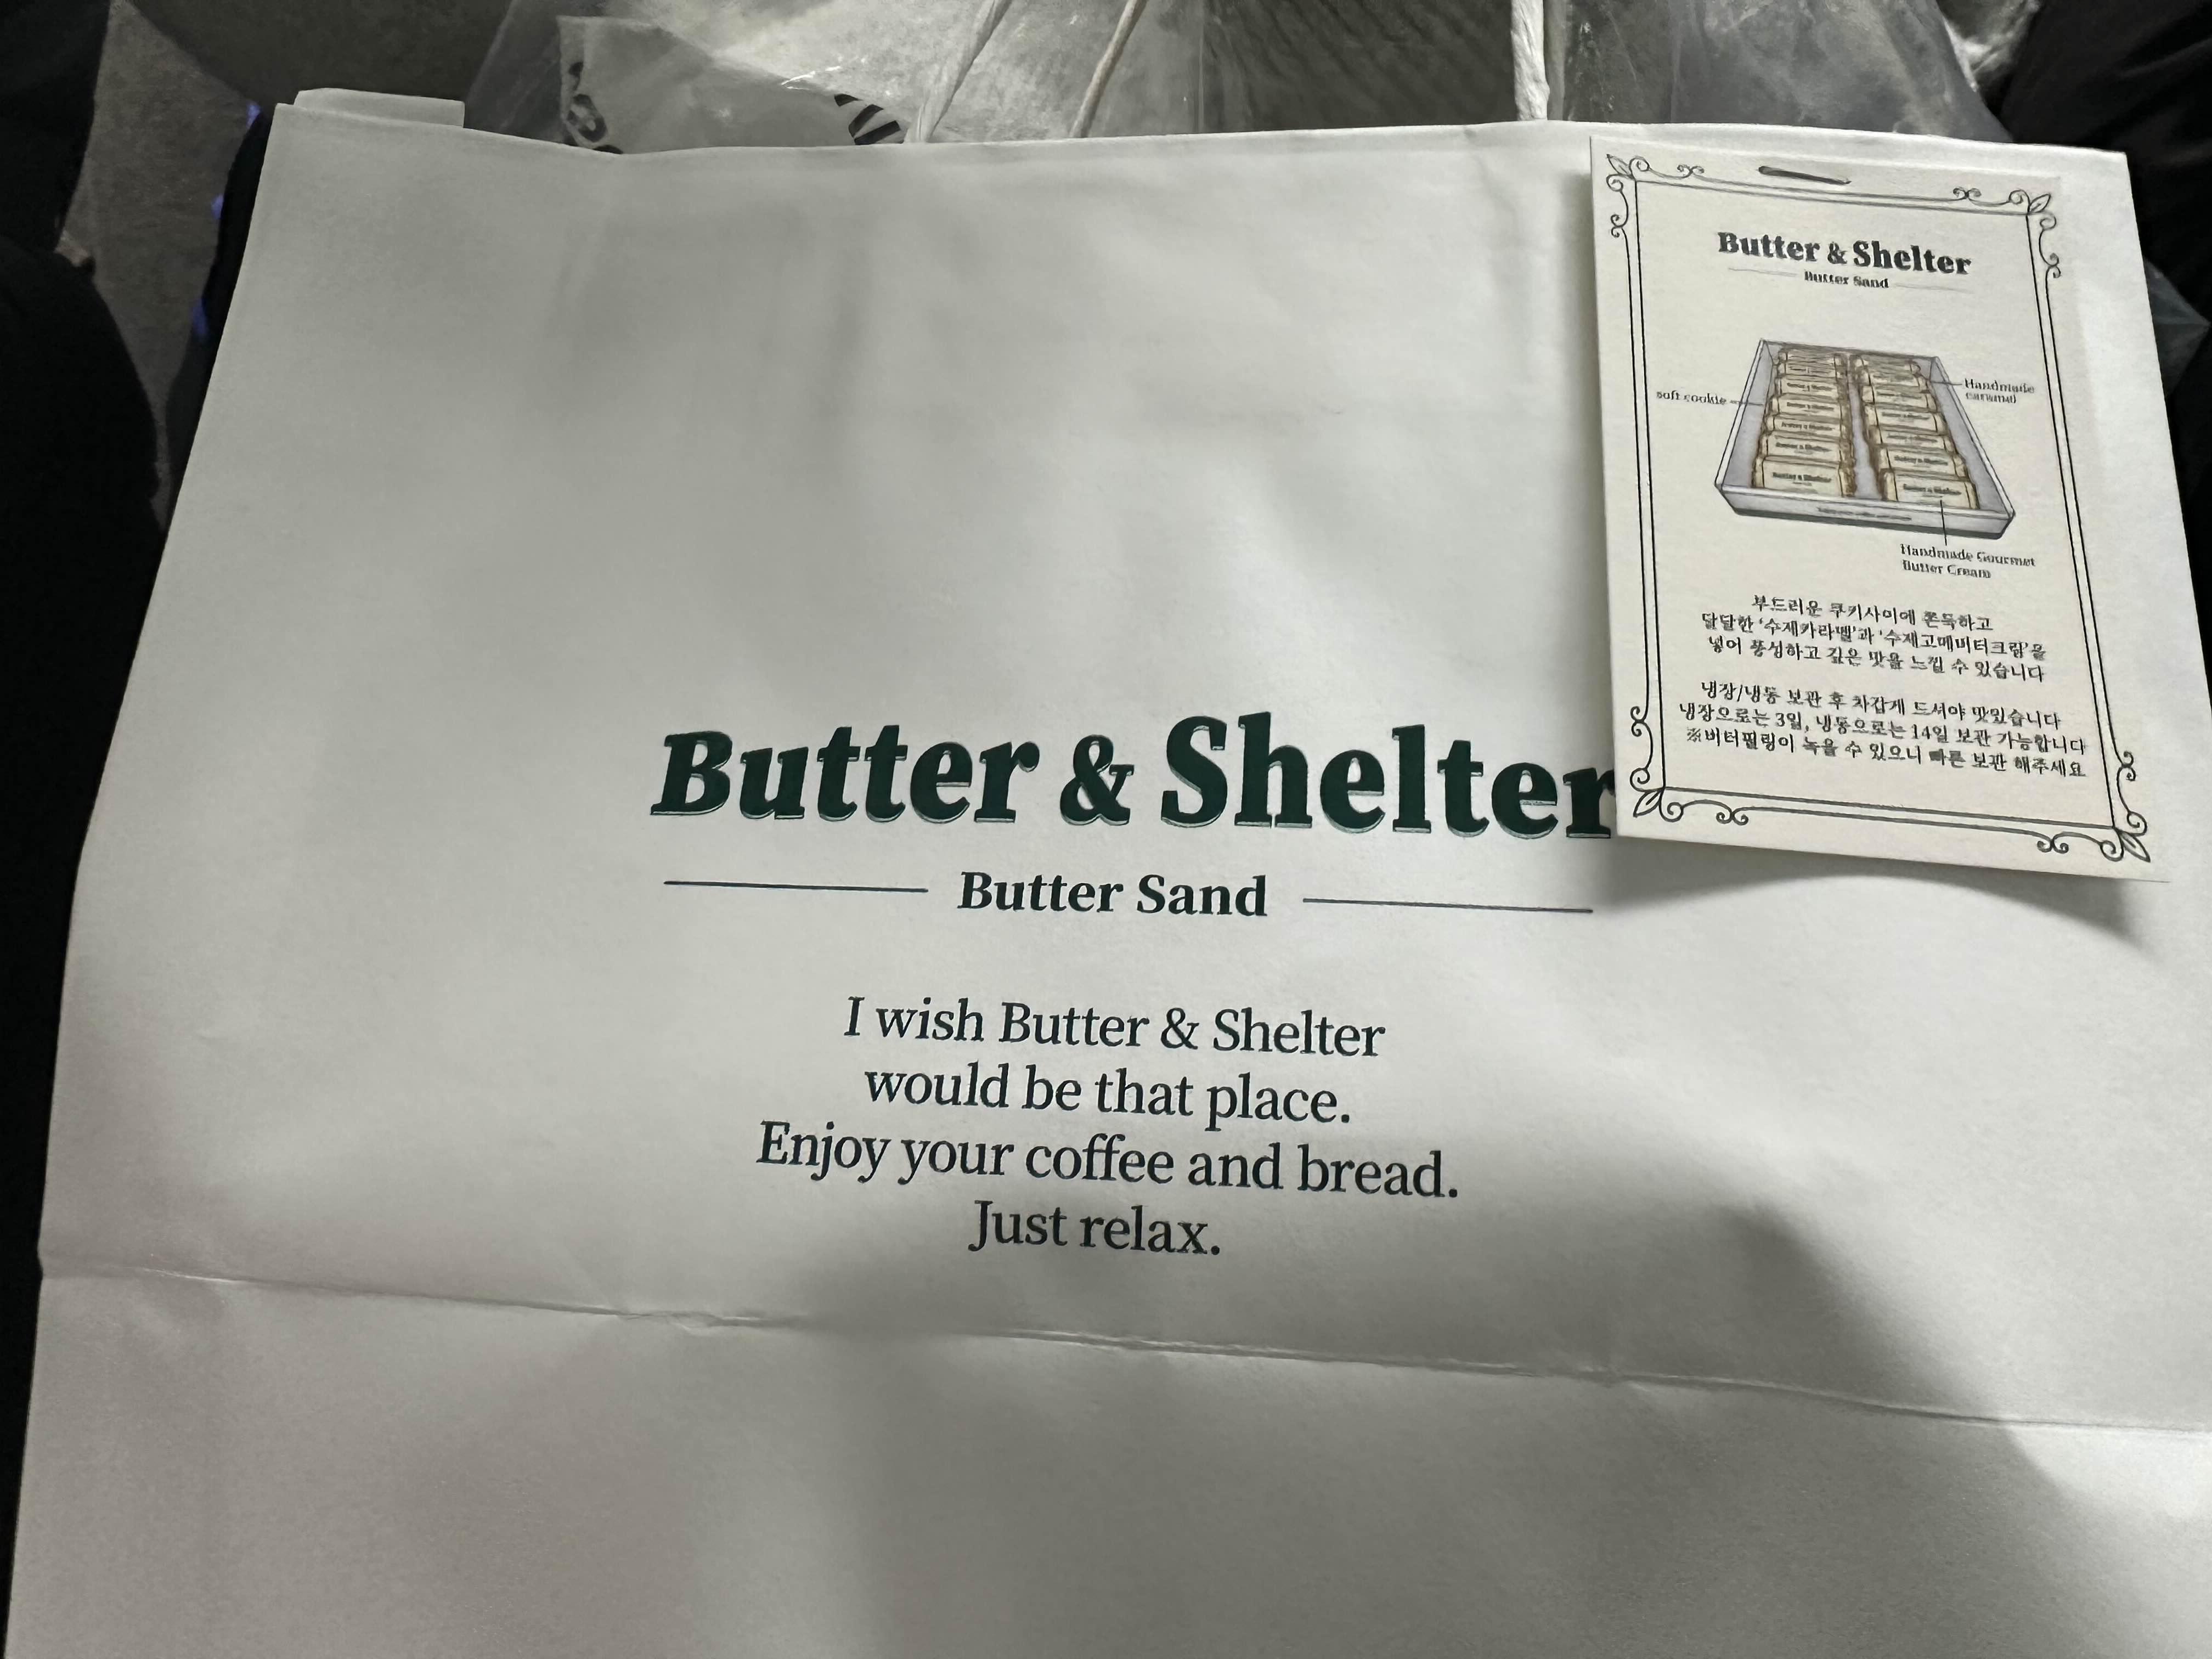 Butter & Shelter
Butter Sand
I wish Butter & Shelter
would be that place.
Enjoy your coffee and bread.
Just relax.
Butter & Shelter
Butter Sand
soft cookie
Handmade
caramel
Handmade Gourmet
Butter Cream
부드러운 쿠키사이에 쫀득하고
달달한 '수제카라멜'과 '수제고메버터크림'을
넣어 풍성하고 깊은 맛을 느낄 수 있습니다
냉장/냉동 보관 후 차갑게 드셔야 맛있습니다
냉장으로는 3일, 냉동으로는 14일 보관 가능합니다
※버터필링이 녹을 수 있으니 빠른 보관 해주세요